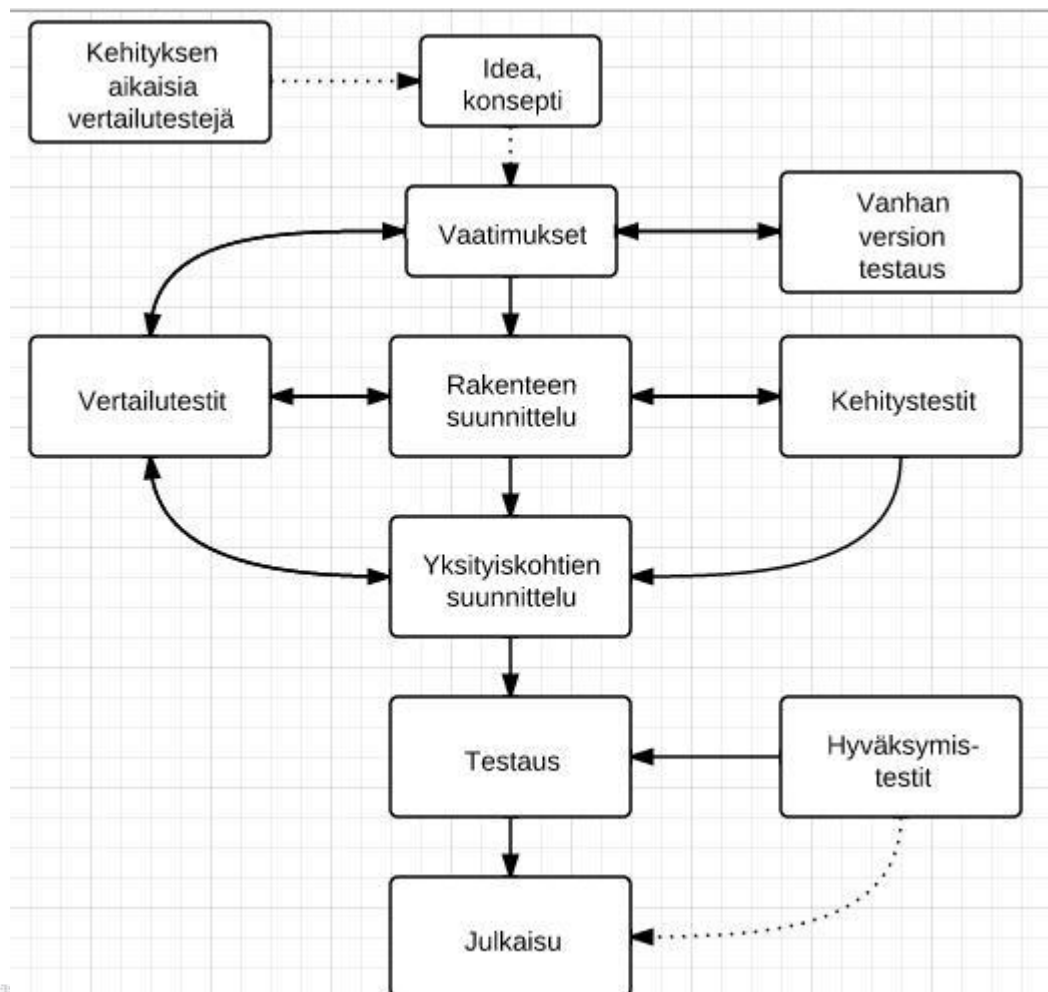 Kehityksen
aikaisia
vertailutestejä
Idea,
konsepti
Vaatimukset
Vanhan
version
testaus
Vertailutestit
Rakenteen
suunnittelu
Kehitystestit
Yksityiskohtien
suunnittelu
Testaus
Hyväksymis-
testit
Julkaisu